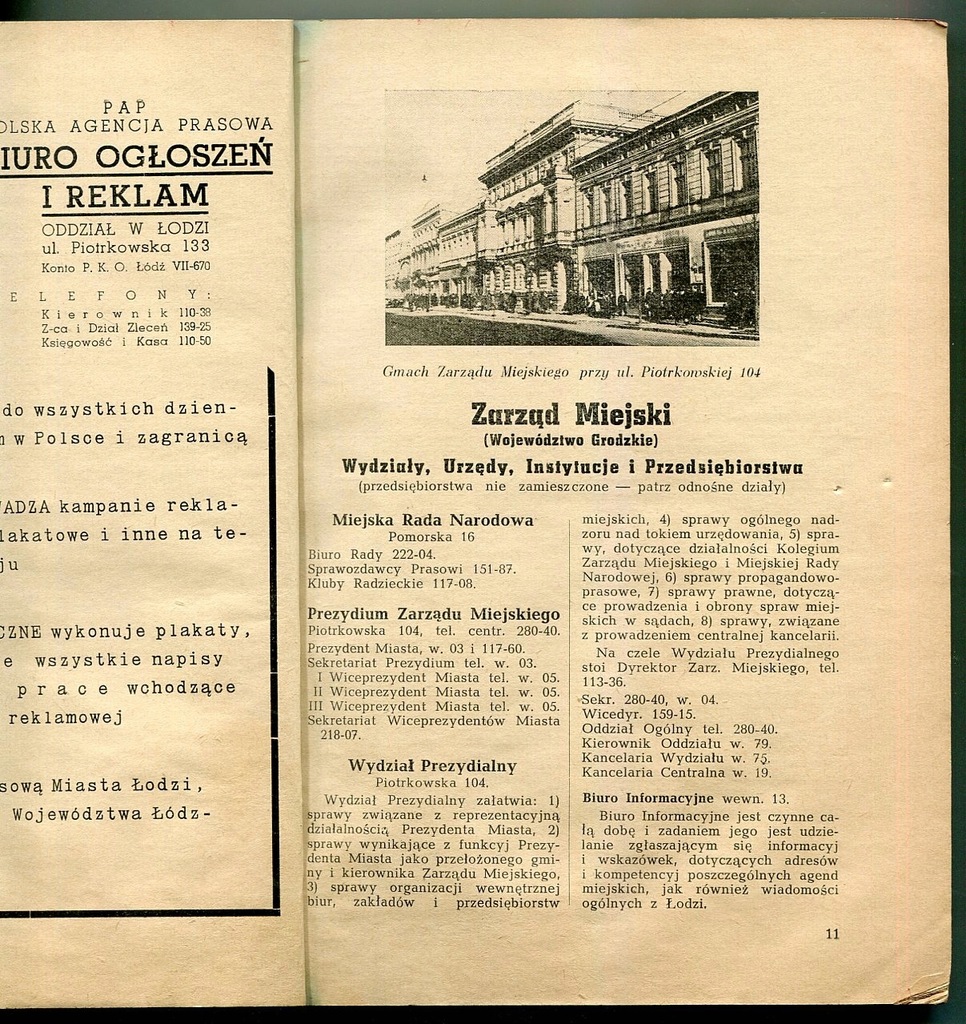 PAP
OLSKA AGENCJA PRASOWA
IURO OGŁOSZEŃ
I REKLAM
ODDZIAŁ W ŁODZI
ul. Piotrkowska 133
Konto P. K. O. Łódź VII-670
E L E F O N Y :
Kierownik 110-38
Z-ca i Dział Zleceń 139-25
Księgowość i Kasa 110-50
do wszystkich dzien-
w Polsce i zagranicą
ADZA kampanie rekla-
lakatowe i inne na te-
ju
CZNE wykonuje plakaty,
e wszystkie napisy
prace wchodzące
reklamowej
sową Miasta Łodzi,
Województwa Łódz-
Gmach Zarządu Miejskiego przy ul. Piotrkowskiej 104
Zarząd Miejski
(Województwo Grodzkie)
Wydziały, Urzędy, Instytucje i Przedsiębiorstwa
(przedsiębiorstwa nie zamieszczone — patrz odnośne działy)
Miejska Rada Narodowa
Pomorska 16
Biuro Rady 222-04.
Sprawozdawcy Prasowi 151-87.
Kluby Radzieckie 117-08.
Prezydium Zarządu Miejskiego
Piotrkowska 104, tel. centr. 280-40.
Prezydent Miasta, w. 03 i 117-60.
Sekretariat Prezydium tel. w. 03.
I Wiceprezydent Miasta tel. w. 05.
II Wiceprezydent Miasta tel. w. 05.
III Wiceprezydent Miasta tel. w. 05.
Sekretariat Wiceprezydentów Miasta
218-07.
Wydział Prezydialny
Piotrkowska 104.
Wydział Prezydialny załatwia: 1)
sprawy związane z reprezentacyjną
działalnością Prezydenta Miasta, 2)
sprawy wynikające z funkcyj Prezy-
denta Miasta jako przełożonego gmi-
ny i kierownika Zarządu Miejskiego,
3) sprawy organizacji wewnętrznej
biur, zakładów i przedsiębiorstw
miejskich, 4) sprawy ogólnego nad-
zoru nad tokiem urzędowania, 5) spra-
wy, dotyczące działalności Kolegium
Zarządu Miejskiego i Miejskiej Rady
Narodowej, 6) sprawy propagandowo-
prasowe, 7) sprawy prawne, dotyczą-
ce prowadzenia i obrony spraw miej-
skich w sądach, 8) sprawy, związane
z prowadzeniem centralnej kancelarii.
Na czele Wydziału Prezydialnego
stoi Dyrektor Zarz. Miejskiego, tel.
113-36.
Sekr. 280-40, w. 04.
Wicedyr. 159-15.
Oddział Ogólny tel. 280-40.
Kierownik Oddziału w. 79.
Kancelaria Wydziału w. 75.
Kancelaria Centralna w. 19.
Biuro Informacyjne wewn. 13.
Biuro Informacyjne jest czynne ca-
łą dobę i zadaniem jego jest udzie-
lanie zgłaszającym się informacyj
i wskazówek, dotyczących adresów
i kompetencyj poszczególnych agend
miejskich, jak również wiadomości
ogólnych z Łodzi.
11